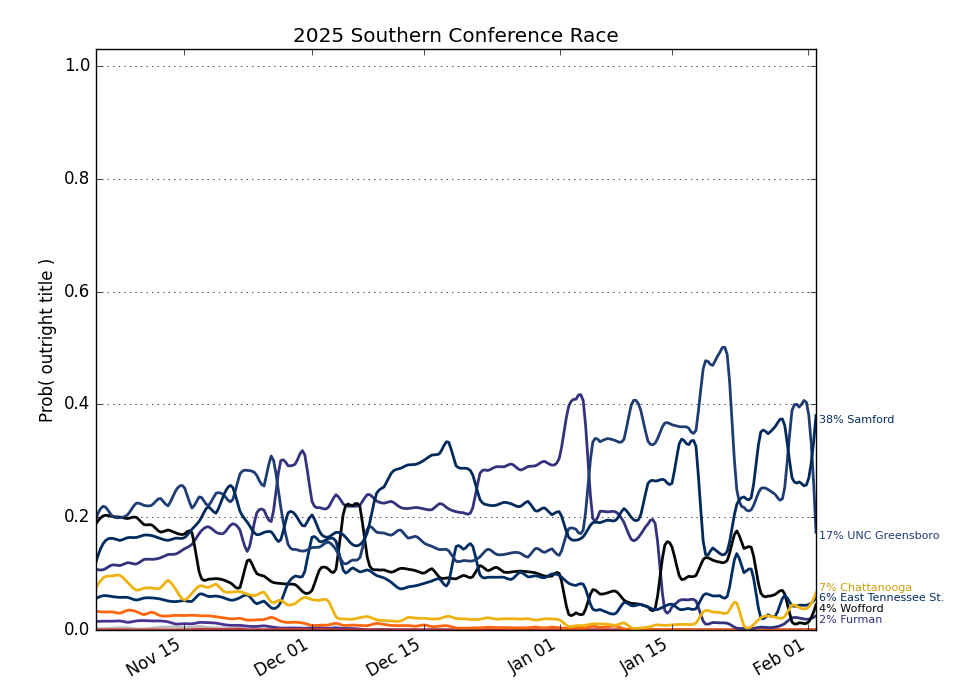 2025 Southern Conference Race
Prob( outright title )
1.0
0.8
0.6
0.4
0.2
0.0
38% Samford
17% UNC Greensboro
7% Chattanooga
East Tennessee St.
4% Wofford
2% Furman
Nov 15
Dec 01
Dec 15
Jan 01
Jan 15
Feb 01